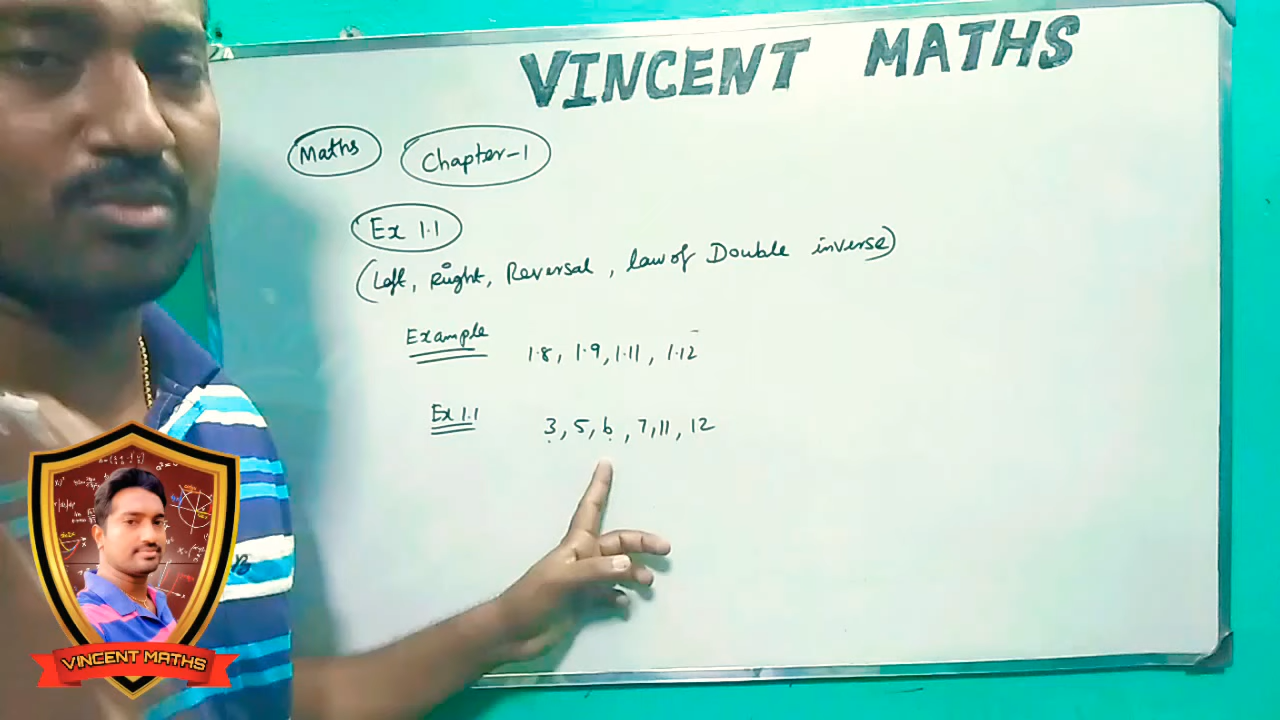 VINCENT MATHS
Maths Chapter-1
Ex 1.1
(Left, Right, Reversal, law of Double inverse)
Example 1.8, 1.9, 1.11, 1.12
Ex 1.1 3, 5, 6, 7, 11, 12
VINCENT MATHS